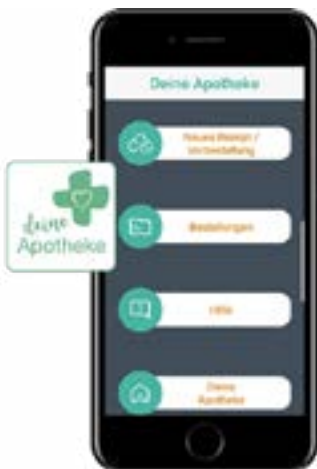 Deine Apotheke
Neues Rezept /
Vorbestellung
deine
Apotheke
Bestellungen
Hilfe
Deine
Apotheke